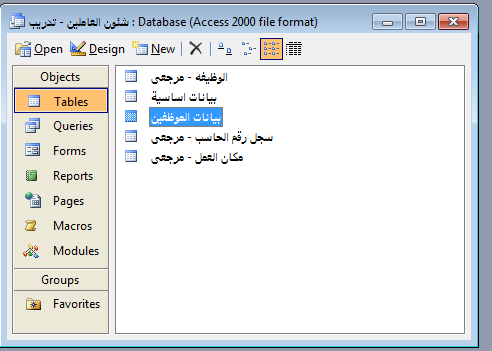 شئون العاملين - تدريب : Database (Access 2000 file format)
Open Design New
Objects
Tables
Queries
Forms
Reports
Pages
Macros
Modules
Groups
Favorites
الوظيفه - مرجعى
بيانات اساسية
بيانات الموظفين
سجل رقم الحاسب - مرجعى
مكان العمل - مرجعى